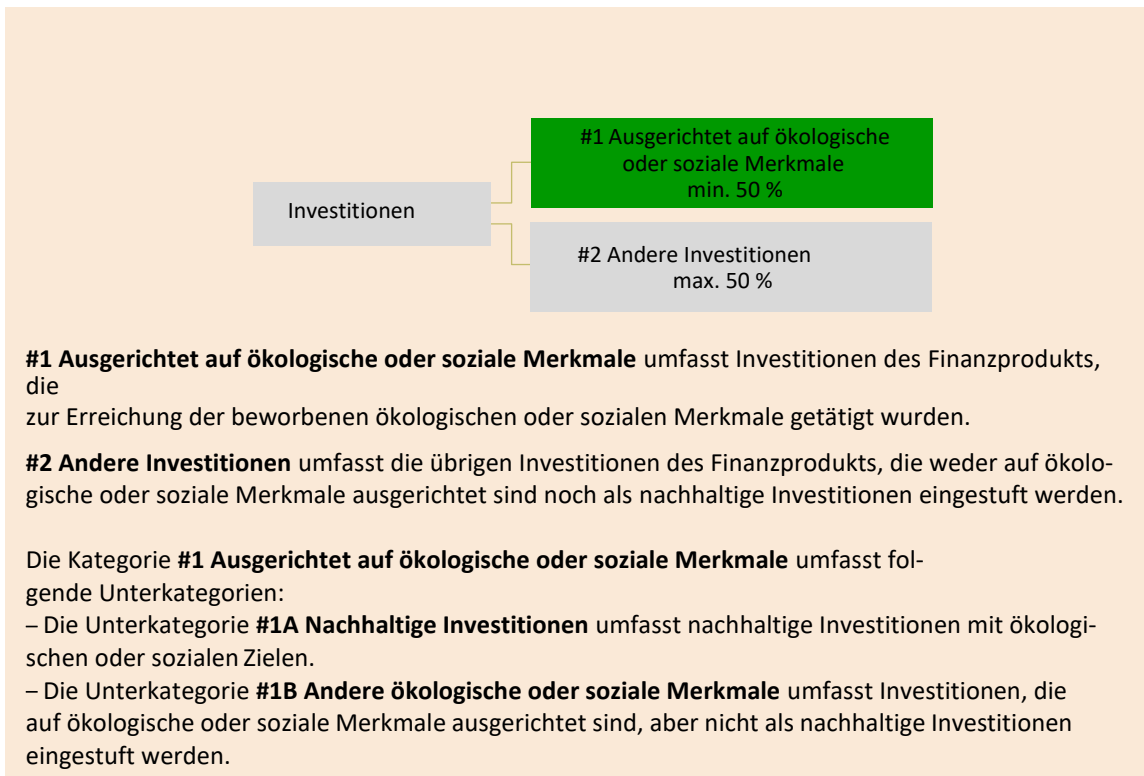 #1 Ausgerichtet auf ökologische
oder soziale Merkmale
min. 50 %
Investitionen
#2 Andere Investitionen
max. 50 %
#1 Ausgerichtet auf ökologische oder soziale Merkmale umfasst Investitionen des Finanzprodukts,
die
zur Erreichung der beworbenen ökologischen oder sozialen Merkmale getätigt wurden.
#2 Andere Investitionen umfasst die übrigen Investitionen des Finanzprodukts, die weder auf ökolo-
gische oder soziale Merkmale ausgerichtet sind noch als nachhaltige Investitionen eingestuft werden.
Die Kategorie #1 Ausgerichtet auf ökologische oder soziale Merkmale umfasst fol-
gende Unterkategorien:
– Die Unterkategorie #1A Nachhaltige Investitionen umfasst nachhaltige Investitionen mit ökologi-
schen oder sozialen Zielen.
– Die Unterkategorie #1B Andere ökologische oder soziale Merkmale umfasst Investitionen, die
auf ökologische oder soziale Merkmale ausgerichtet sind, aber nicht als nachhaltige Investitionen
eingestuft werden.